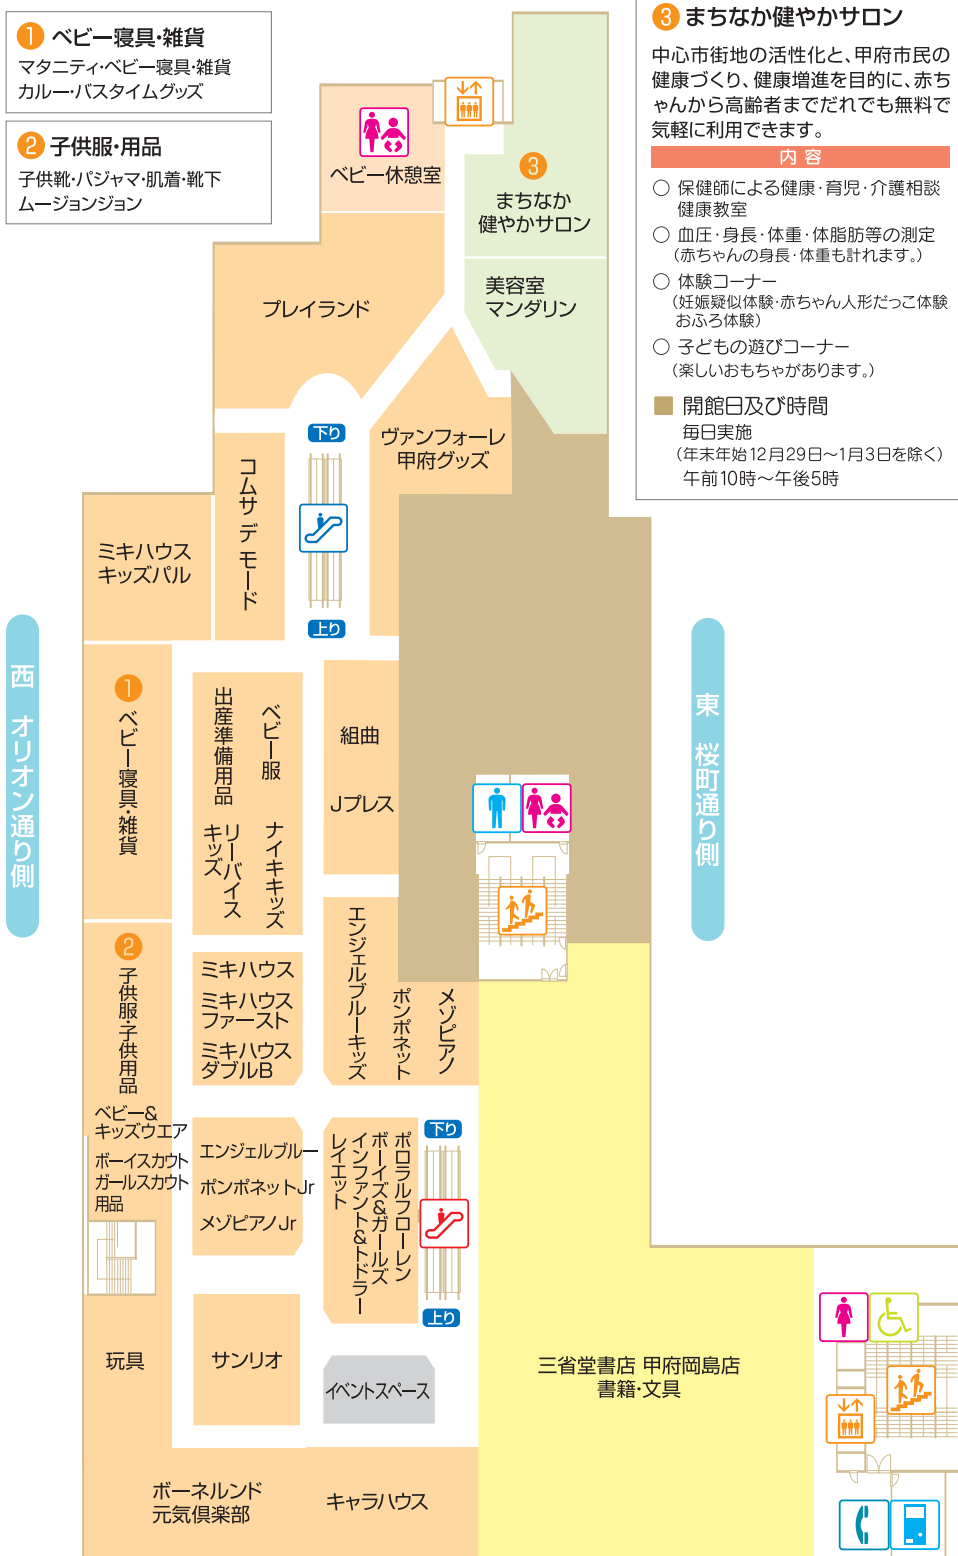 1 ベビー寝具・雑貨
マタニティ・ベビー寝具・雑貨
カルー・バスタイムグッズ
2 子供服・用品
子供靴・パジャマ・肌着・靴下
ムージョンジョン
3 まちなか健やかサロン
中心市街地の活性化と、甲府市民の
健康づくり、健康増進を目的に、赤ち
ゃんから高齢者までだれでも無料で
気軽に利用できます。
内 容
○ 保健師による健康・育児・介護相談
健康教室
○ 血圧・身長・体重・体脂肪等の測定
（赤ちゃんの身長・体重も計れます。）
○ 体験コーナー
（妊娠疑似体験・赤ちゃん人形だっこ体験
おふろ体験）
○ 子どもの遊びコーナー
（楽しいおもちゃがあります。）
開館日及び時間
毎日実施
（年末年始12月29日～1月3日を除く）
午前10時～午後5時
ベビー休憩室
3
まちなか
健やかサロン
美容室
マンダリン
プレイランド
下り
ヴァンフォーレ
甲府グッズ
コムサ デ モード
ミキハウス
キッズパル
上り
西 オリオン通り側
東 桜町通り側
1
ベビー寝具・雑貨
出産準備用品
ベビー服
リーバイス
キッズ
ナイキキッズ
組曲
Jプレス
2
子供服・子供用品
ベビー&
キッズウエア
ボーイスカウト
ガールスカウト
用品
ミキハウス
ミキハウス
ファースト
ミキハウス
ダブルB
エンジェルブルーキッズ
ポンポネット
メゾピアノ
エンジェルブルー
ポンポネットJr
メゾピアノJr
ポロラルフローレン
ボーイズ&ガールズ
インファント&トドラー
レイエット
下り
上り
玩具
サンリオ
イベントスペース
三省堂書店 甲府岡島店
書籍・文具
ボーネルンド
元気倶楽部
キャラハウス